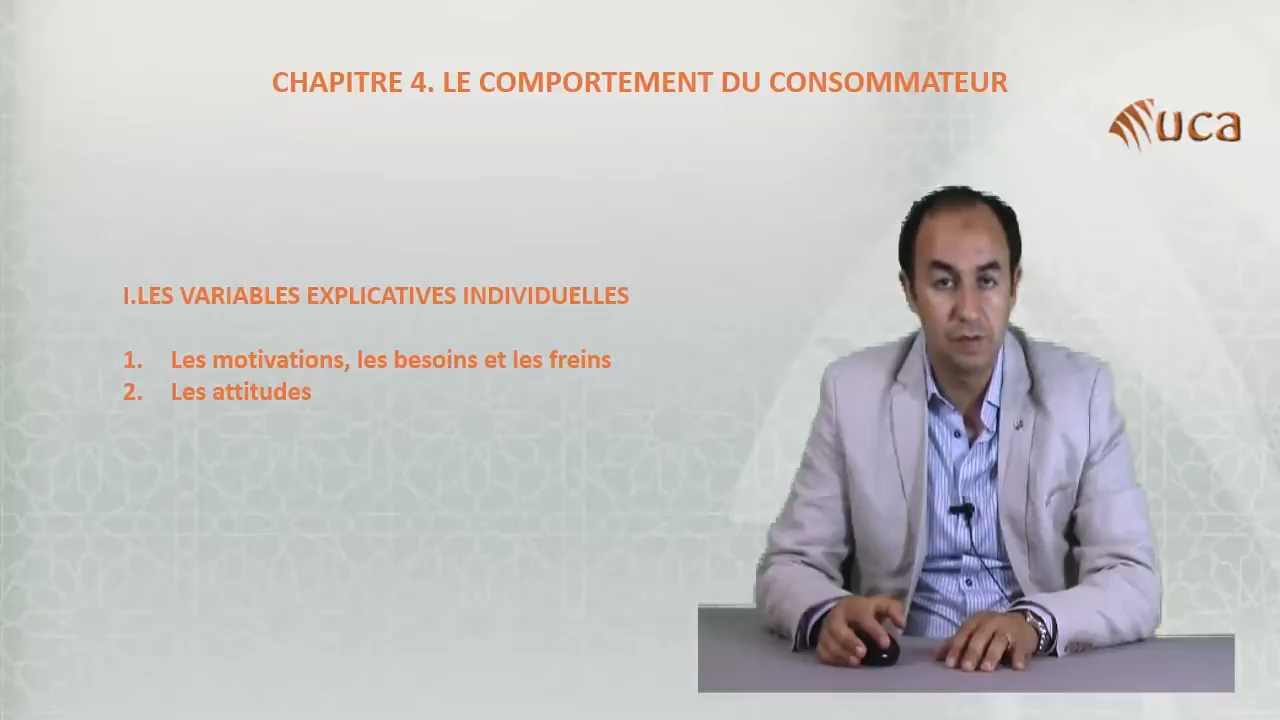 CHAPITRE 4. LE COMPORTEMENT DU CONSOMMATEUR
uca
I.LES VARIABLES EXPLICATIVES INDIVIDUELLES
1. Les motivations, les besoins et les freins
2. Les attitudes